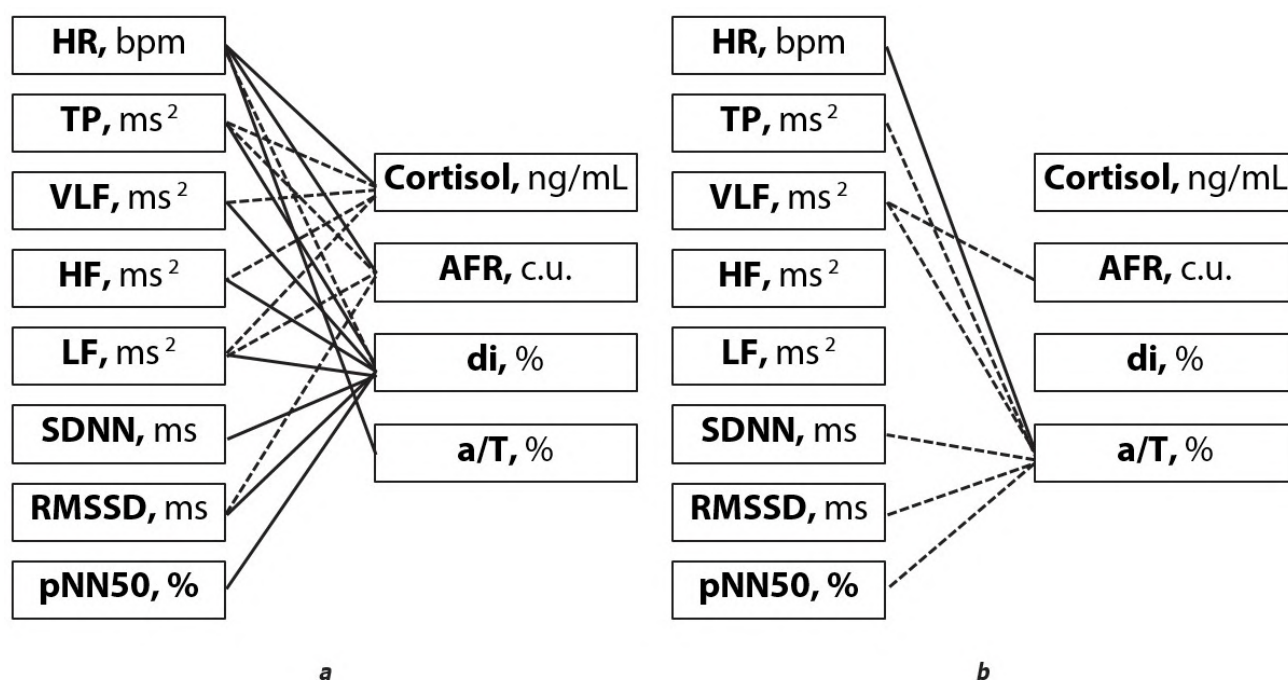 HR, bpm
TP, ms²
VLF, ms²
HF, ms²
LF, ms²
SDNN, ms
RMSSD, ms
pNN50, %
Cortisol, ng/mL
AFR, c.u.
di, %
a/T, %
a
HR, bpm
TP, ms²
VLF, ms²
HF, ms²
LF, ms²
SDNN, ms
RMSSD, ms
pNN50, %
Cortisol, ng/mL
AFR, c.u.
di, %
a/T, %
b